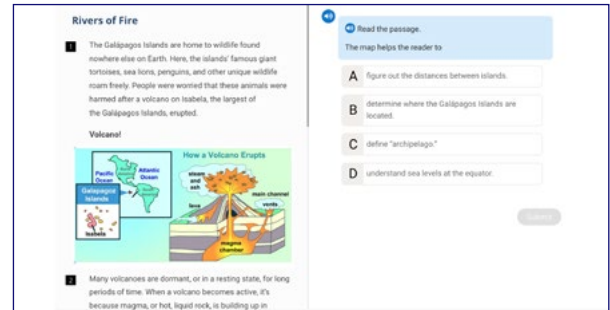 Rivers of Fire
1
The Galápagos Islands are home to wildlife found
nowhere else on Earth. Here, the islands' famous giant
tortoises, sea lions, penguins, and other unique wildlife
roam freely. People were worried that these animals were
harmed after a volcano on Isabela, the largest of
the Galápagos Islands, erupted.
Volcano!
How a Volcano Erupts
Pacific
Ocean
North
America
Atlantic
Ocean
South
America
Galapagos
Islands
Isabela
steam
and
ash
lava
main channel
vents
magma
chamber
2
Many volcanoes are dormant, or in a resting state, for long
periods of time. When a volcano becomes active, it's
because magma, or hot, liquid rock, is building up in
Read the passage.
The map helps the reader to
A figure out the distances between islands.
B determine where the Galápagos Islands are
located.
C define "archipelago."
D understand sea levels at the equator.
Submit